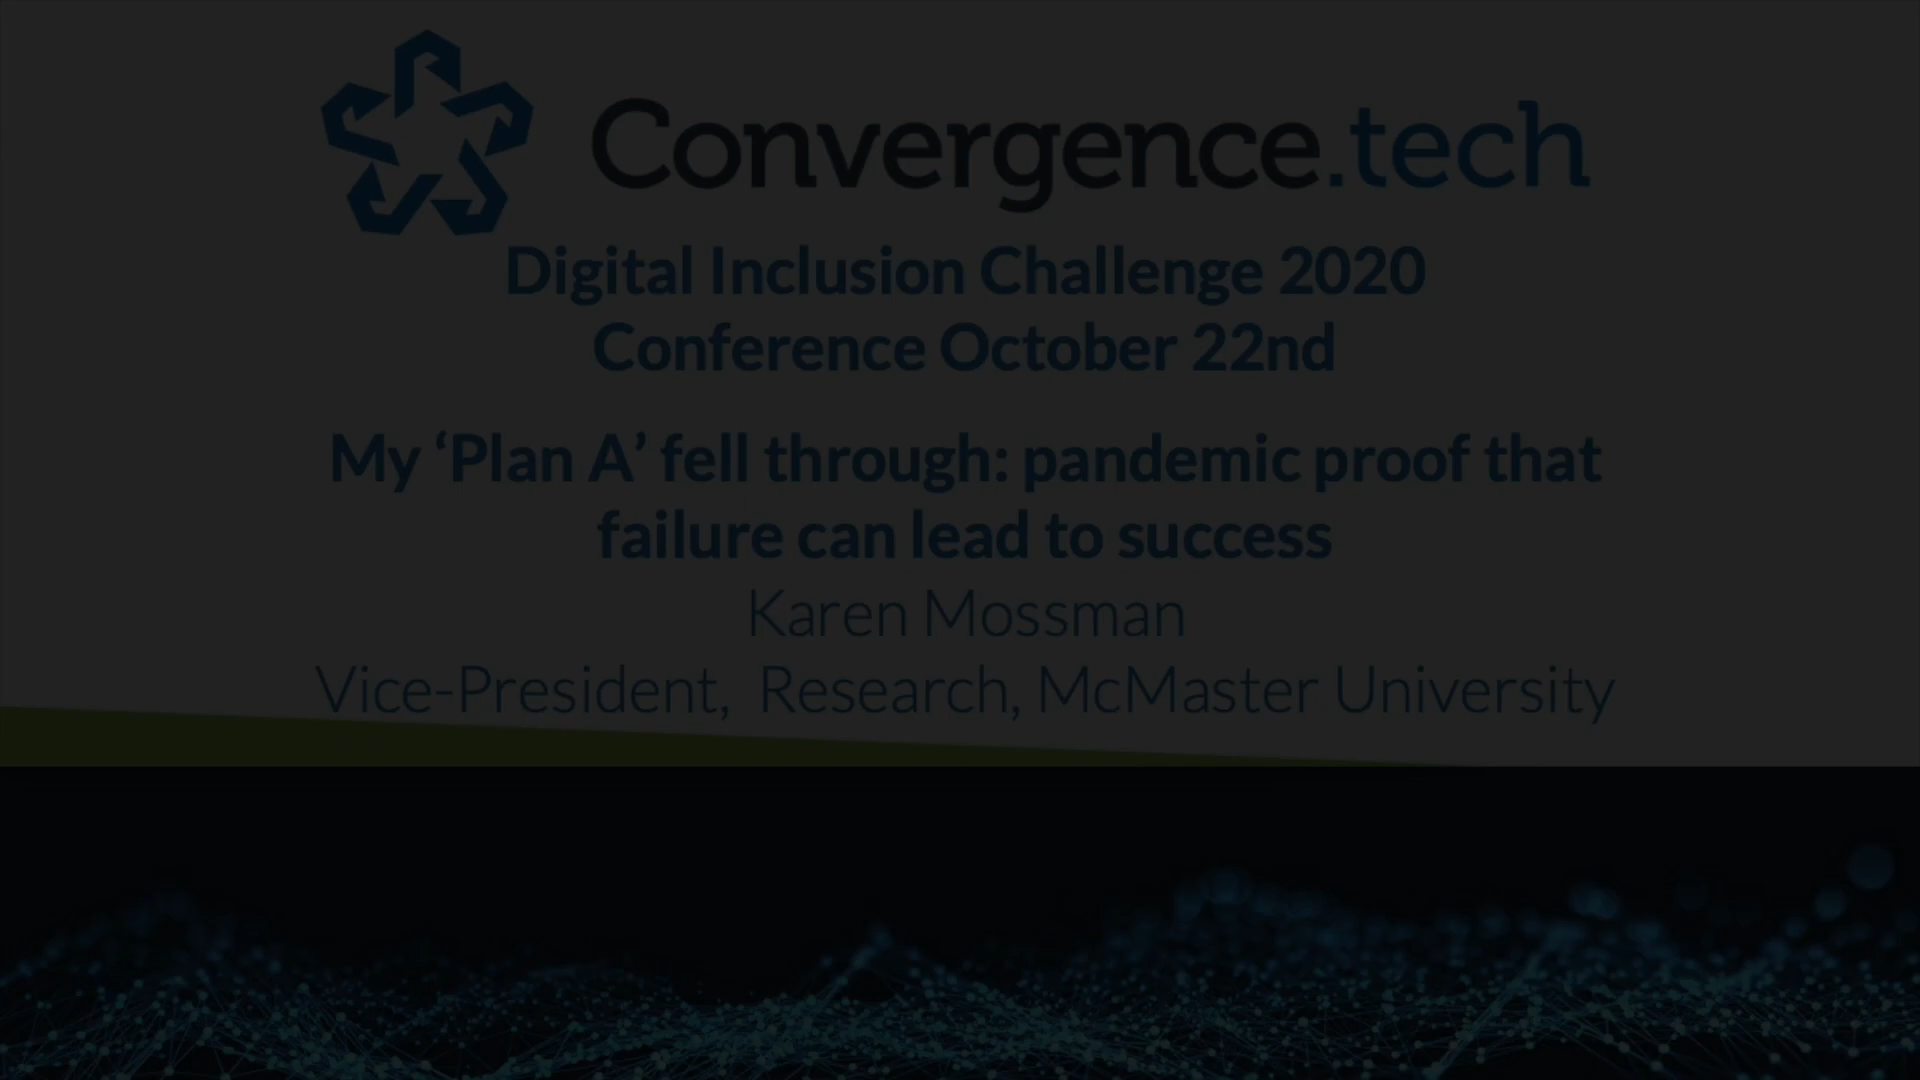 Convergence.tech
Digital Inclusion Challenge 2020
Conference October 22nd
My ‘Plan A’ fell through: pandemic proof that
failure can lead to success
Karen Mossman
Vice-President, Research, McMaster University